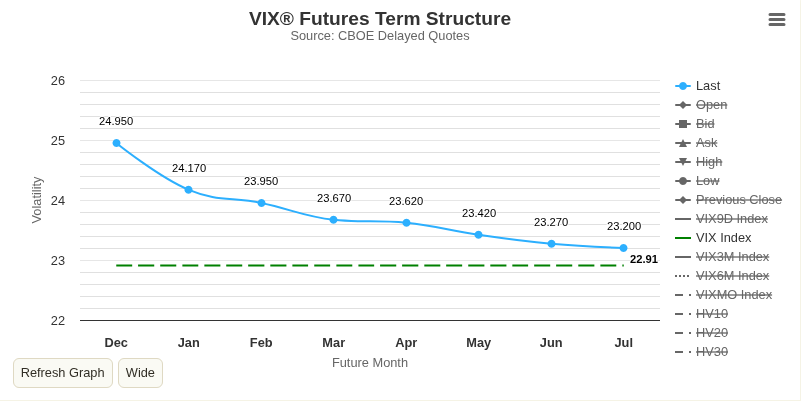 VIX® Futures Term Structure
Source: CBOE Delayed Quotes
26
25
24
23
22
Volatility
24.950
24.170
23.950
23.670
23.620
23.420
23.270
23.200
22.91
Dec Jan Feb Mar Apr May Jun Jul
Future Month
Last
Open
Bid
Ask
High
Low
Previous Close
VIX9D Index
VIX Index
VIX3M Index
VIX6M Index
VIXMO Index
HV10
HV20
HV30
Refresh Graph Wide